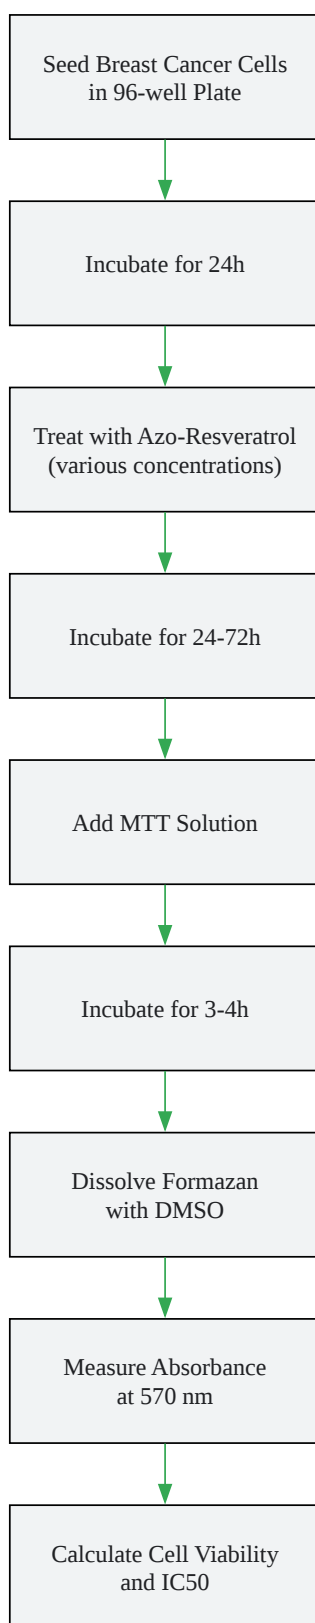 Seed Breast Cancer Cells
in 96-well Plate
Incubate for 24h
Treat with Azo-Resveratrol
(various concentrations)
Incubate for 24-72h
Add MTT Solution
Incubate for 3-4h
Dissolve Formazan
with DMSO
Measure Absorbance
at 570 nm
Calculate Cell Viability
and IC50